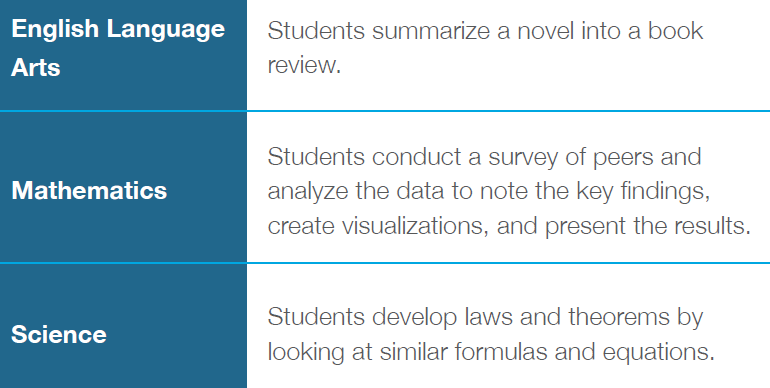 English Language
Arts
Students summarize a novel into a book
review.
Mathematics
Students conduct a survey of peers and
analyze the data to note the key findings,
create visualizations, and present the results.
Science
Students develop laws and theorems by
looking at similar formulas and equations.